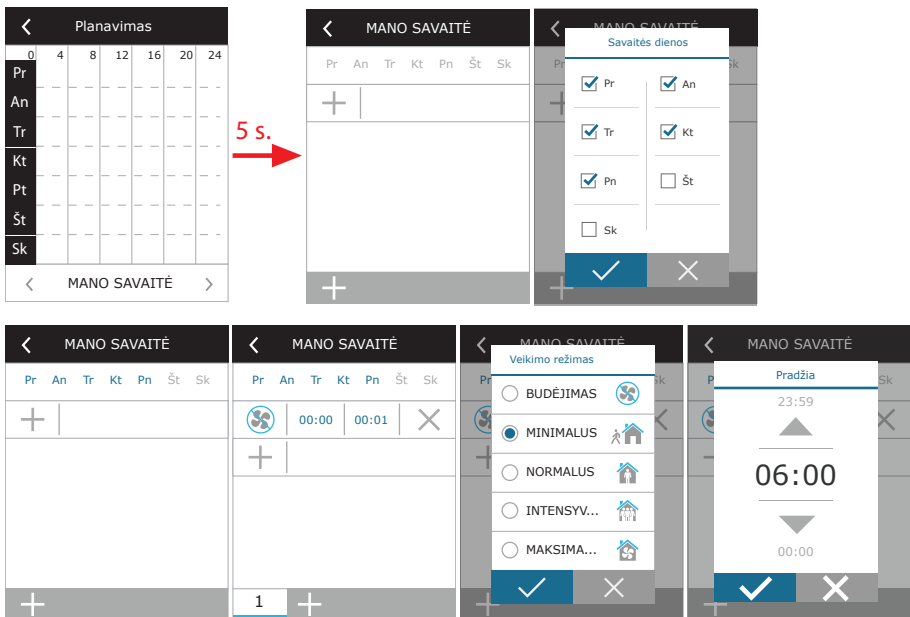 Planavimas
0 4 8 12 16 20 24
Pr
An
Tr
Kt
Pt
Št
Sk
MANO SAVAITĖ
5 s.
MANO SAVAITĖ
Pr An Tr Kt Pn Št Sk
MANO SAVAITĖ
Savaitės dienos
Pr An
Tr Kt
Pn Št
Sk
MANO SAVAITĖ
Pr An Tr Kt Pn Št Sk
MANO SAVAITĖ
Pr An Tr Kt Pn Št Sk
00:00 00:01
1
MANO SAVAITĖ
Veikimo režimas
Pr
BUDĖJIMAS
MINIMALUS
NORMALUS
INTENSYV...
MAKSIMA...
MANO SAVAITĖ
Pradžia
Sk
23:59
06:00
00:00